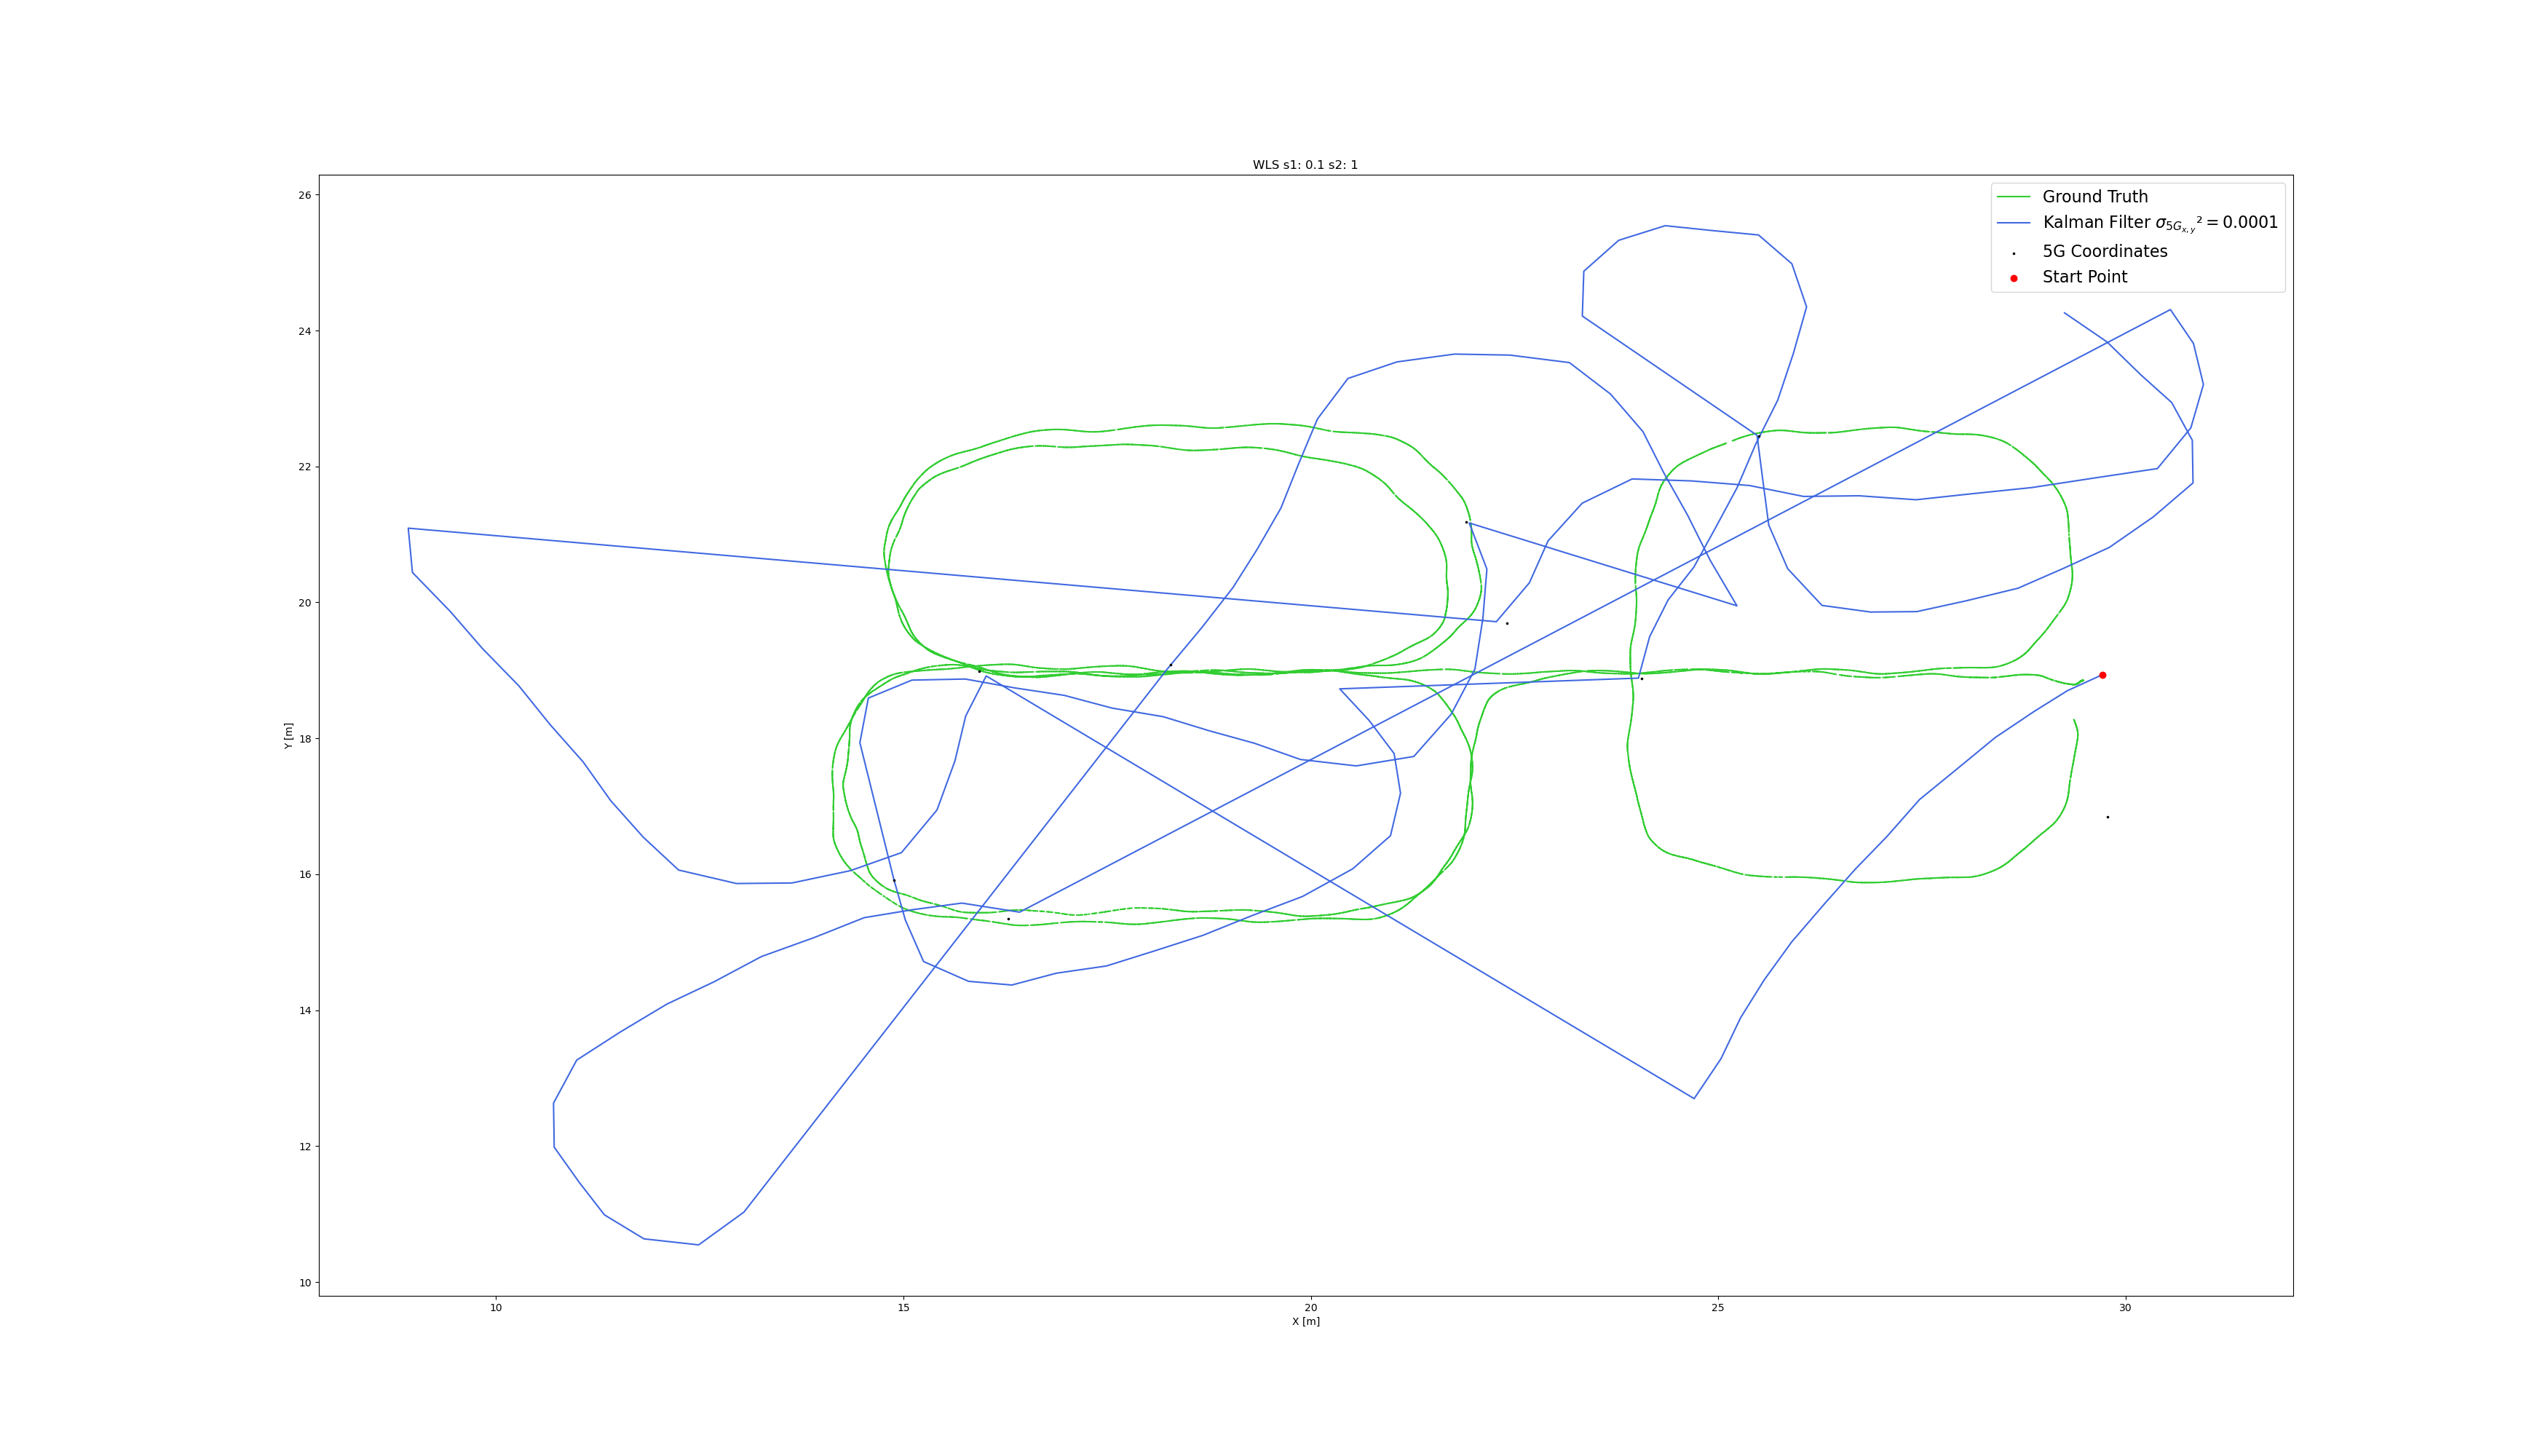 WLS s1: 0.1 s2: 1
Ground Truth
Kalman Filter σ5Gx,y² = 0.0001
5G Coordinates
Start Point
26
24
22
20
18
16
14
12
10
Y [m]
10 15 20 25 30
X [m]